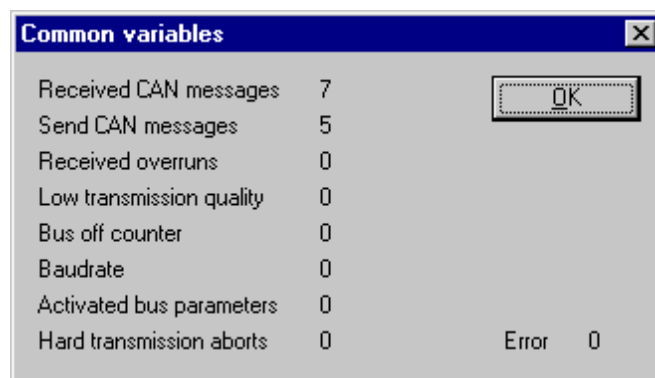 Common variables
Received CAN messages 7 OK
Send CAN messages 5
Received overruns 0
Low transmission quality 0
Bus off counter 0
Baudrate 0
Activated bus parameters 0
Hard transmission aborts 0 Error 0